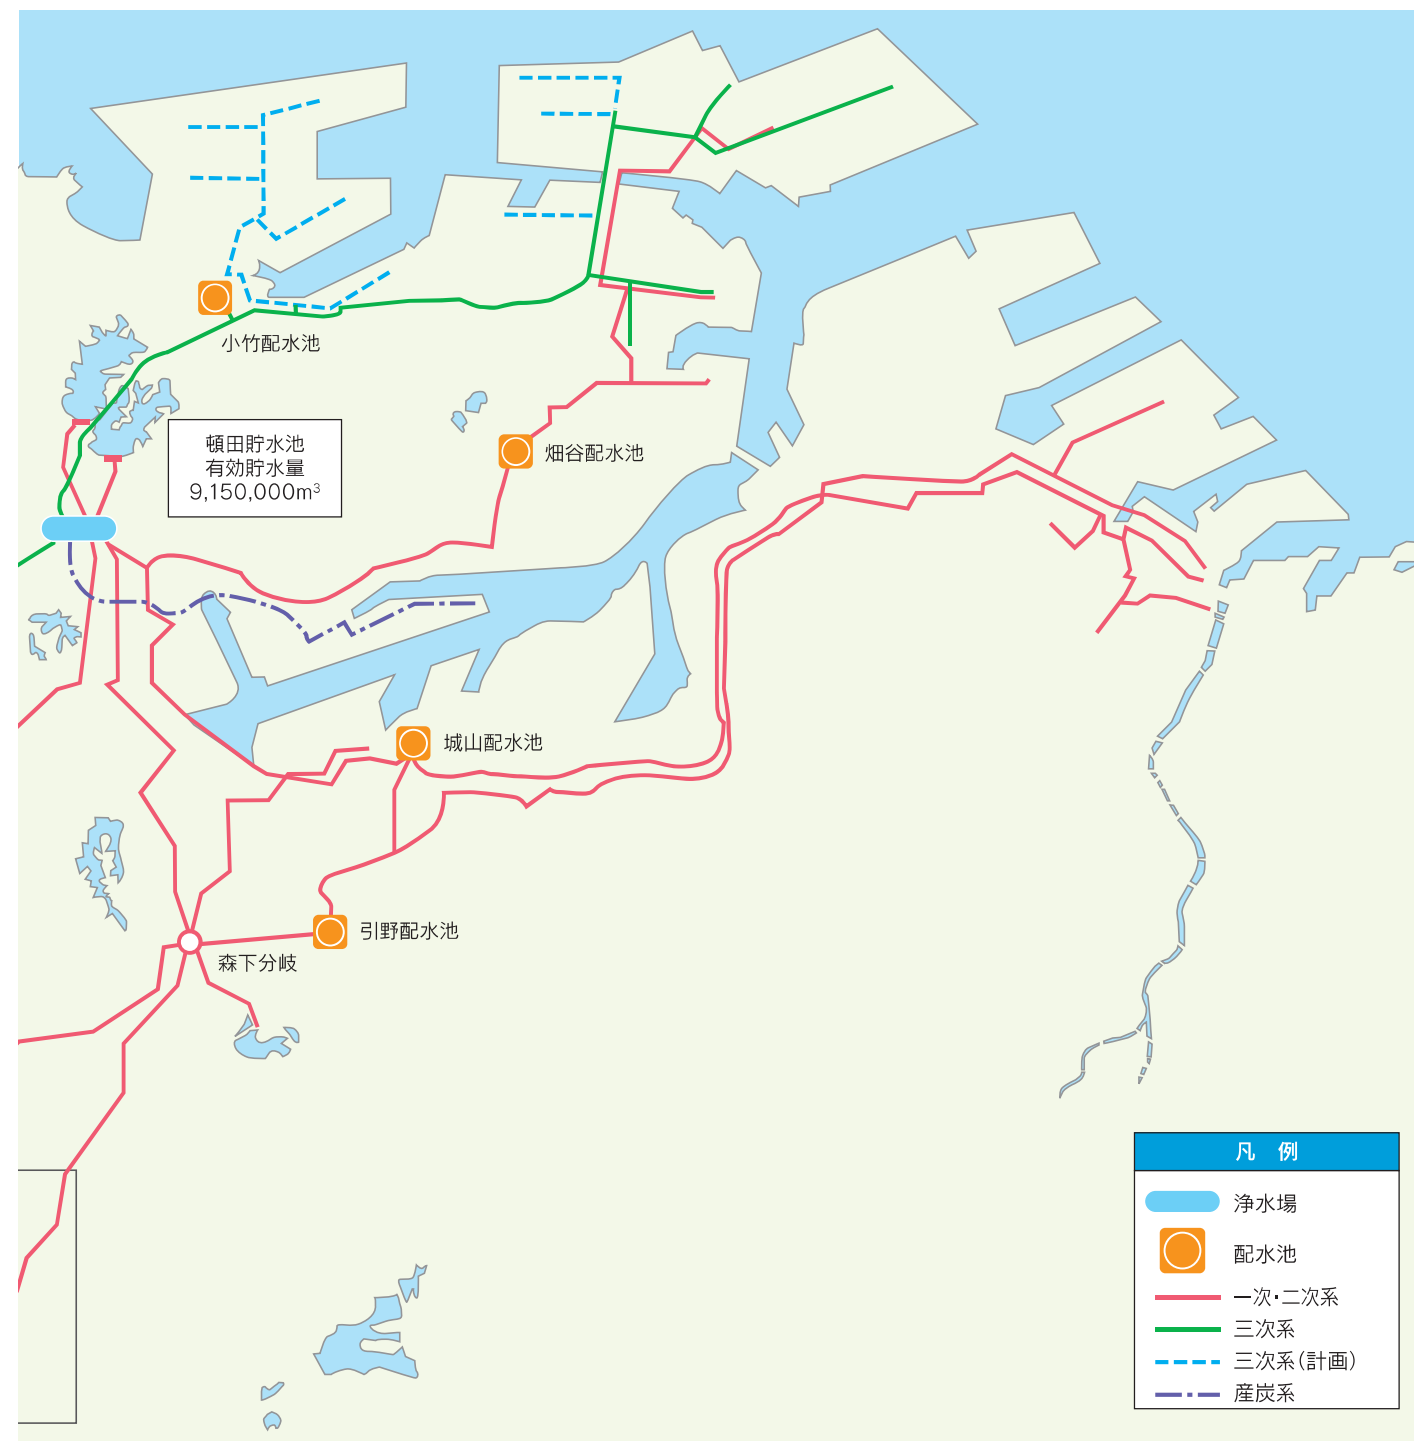 小竹配水池
頓田貯水池
有効貯水量
9,150,000m³
畑谷配水池
城山配水池
引野配水池
森下分岐
凡 例
浄水場
配水池
一次・二次系
三次系
三次系(計画)
産炭系